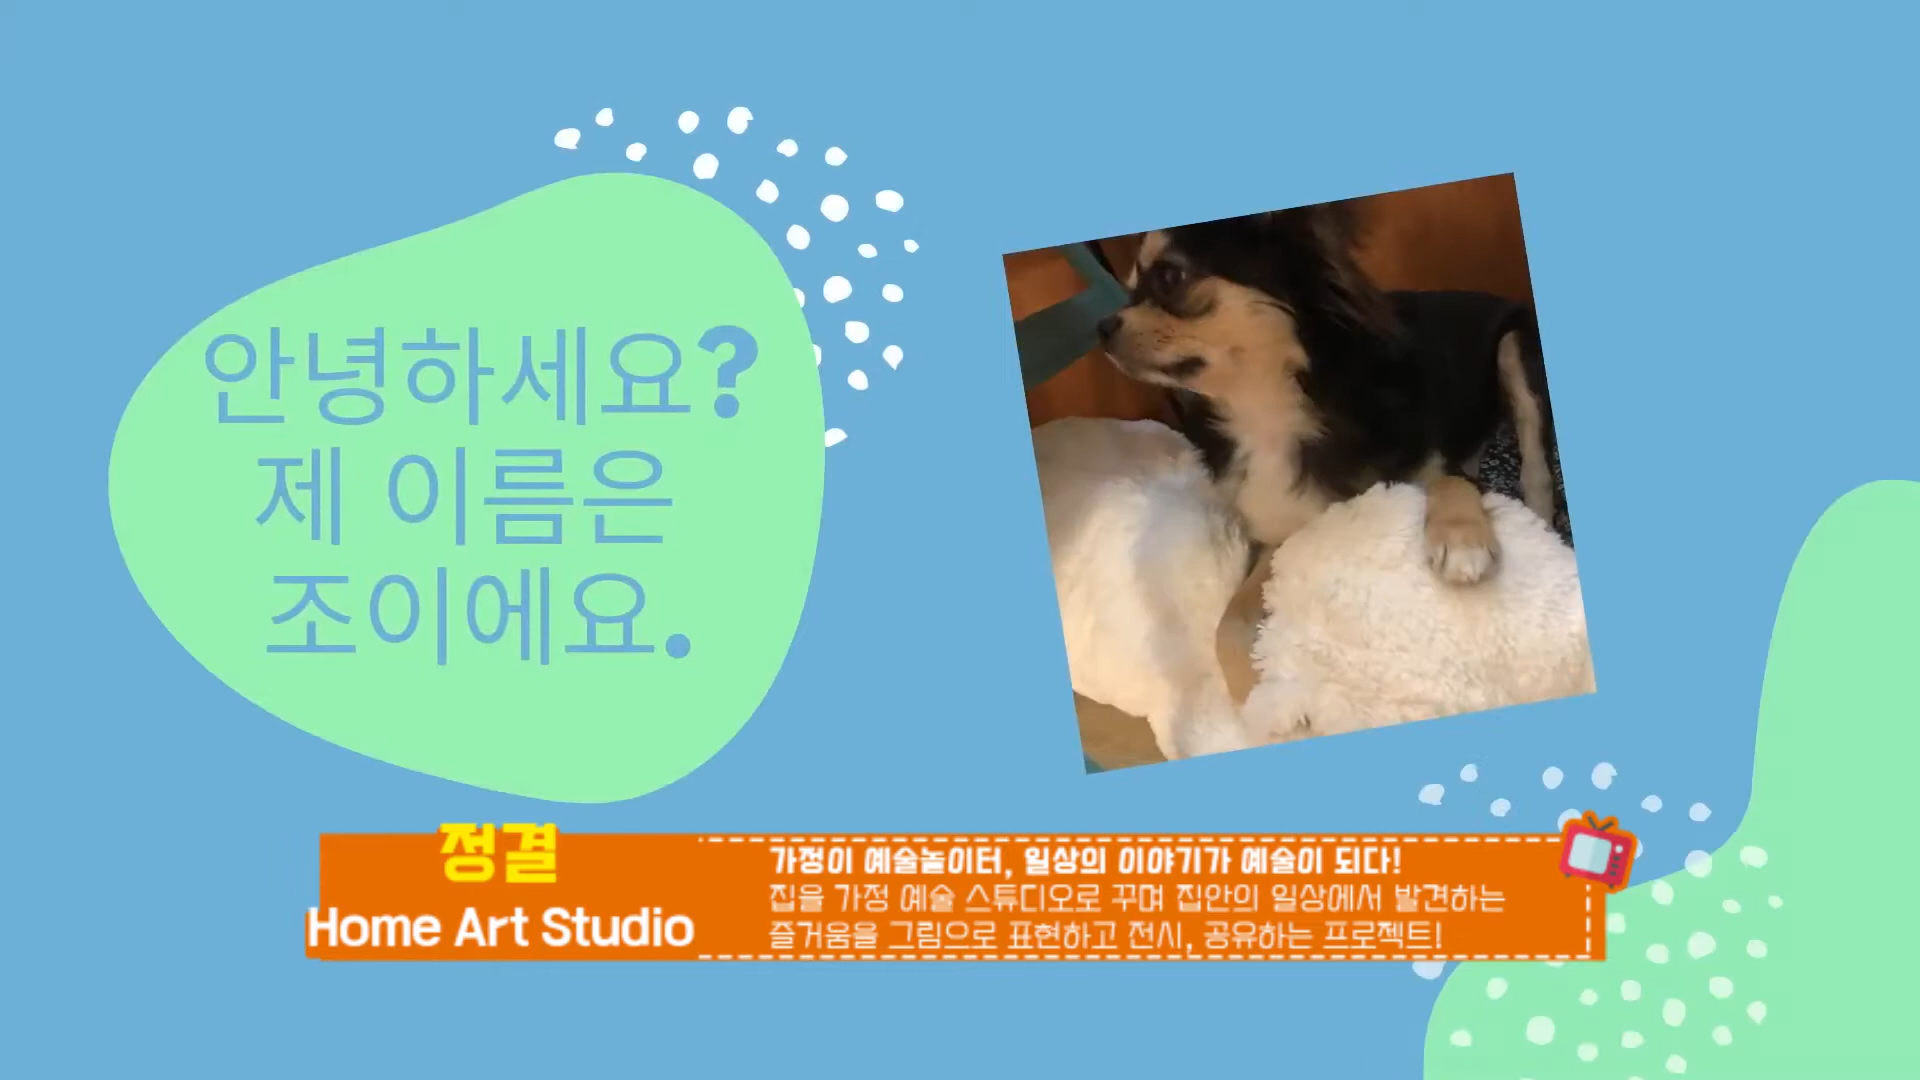 안녕하세요?
제 이름은
조이에요.
정결
Home Art Studio
가정이 예술놀이터, 일상의 이야기가 예술이 되다!
집을 가정 예술 스튜디오로 꾸며 집안의 일상에서 발견하는
즐거움을 그림으로 표현하고 전시, 공유하는 프로젝트!